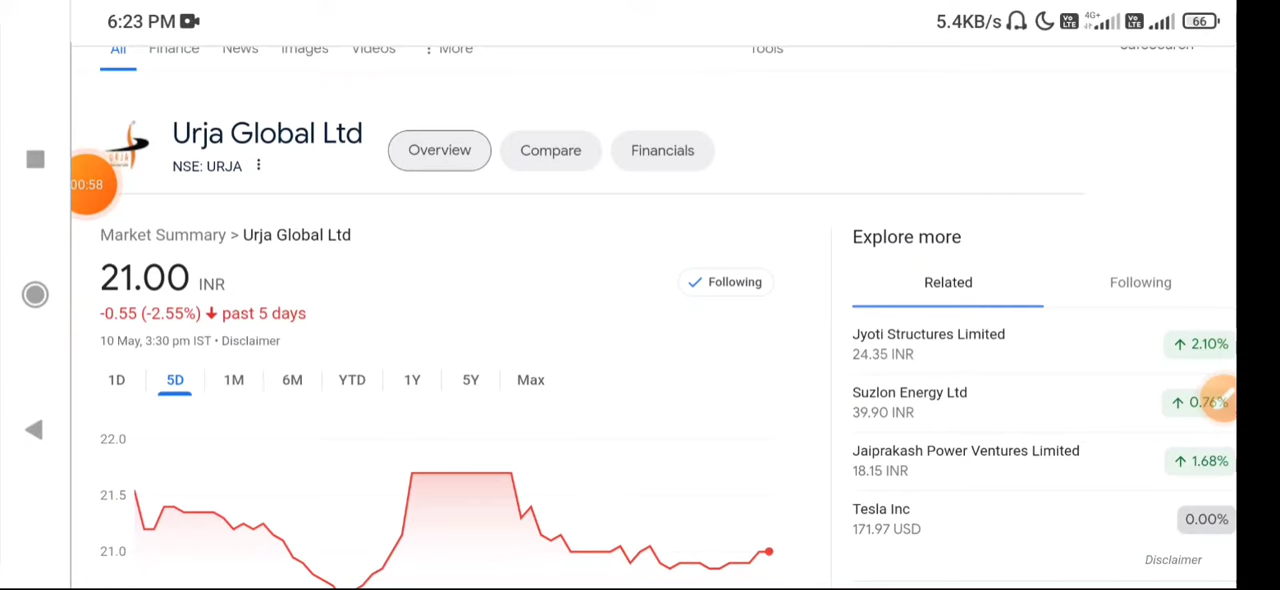 6:23 PM
5.4KB/s
4G+
66
All Finance News Images Videos More Tools
Urja Global Ltd
NSE: URJA
Overview Compare Financials
00:58
Market Summary > Urja Global Ltd
21.00 INR
-0.55 (-2.55%) ↓ past 5 days
10 May, 3:30 pm IST • Disclaimer
Following
1D 5D 1M 6M YTD 1Y 5Y Max
22.0
21.5
21.0
Explore more
Related Following
Jyoti Structures Limited
24.35 INR
↑ 2.10%
Suzlon Energy Ltd
39.90 INR
↑ 0.76%
Jaiprakash Power Ventures Limited
18.15 INR
↑ 1.68%
Tesla Inc
171.97 USD
0.00%
Disclaimer